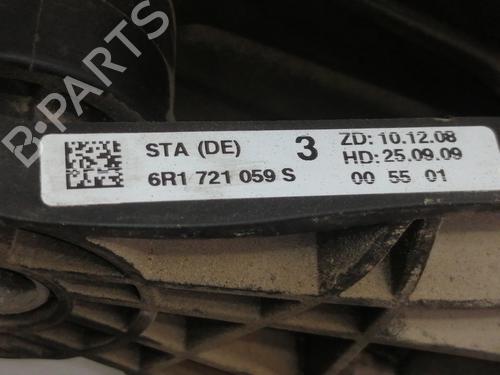 B-PARTS
STA (DE) 3 ZD: 10.12.08
HD: 25.09.09
6R1 721 059 S 00 55 01